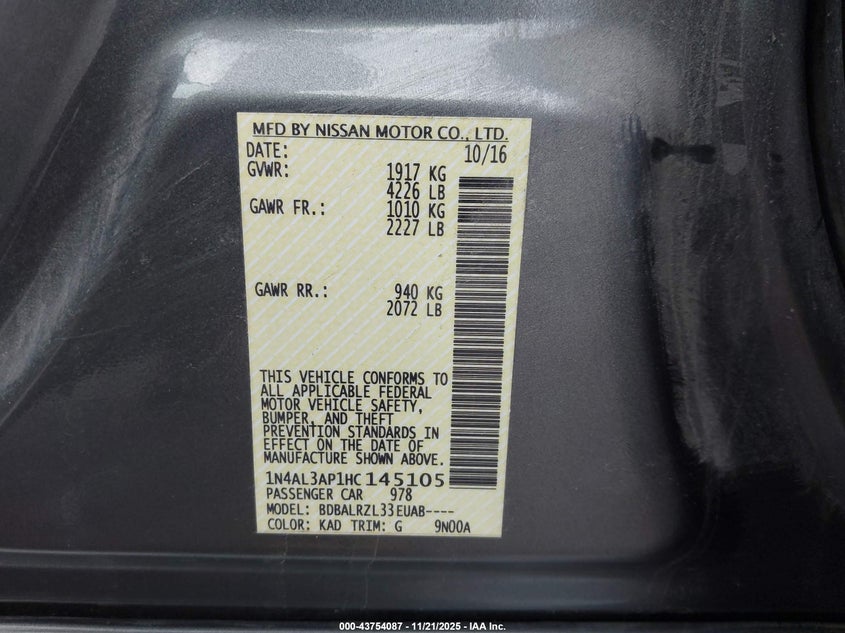 MFD BY NISSAN MOTOR CO., LTD.
DATE: 10/16
GVWR: 1917 KG
4226 LB
GAWR FR.: 1010 KG
2227 LB
GAWR RR.: 940 KG
2072 LB
THIS VEHICLE CONFORMS TO
ALL APPLICABLE FEDERAL
MOTOR VEHICLE SAFETY,
BUMPER, AND THEFT
PREVENTION STANDARDS IN
EFFECT ON THE DATE OF
MANUFACTURE SHOWN ABOVE.
1N4AL3AP1HC145105
PASSENGER CAR 978
MODEL: BDBALRZL33EUAB----
COLOR: KAD TRIM: G 9N00A
000-43754087 - 11/21/2025 - IAA Inc.